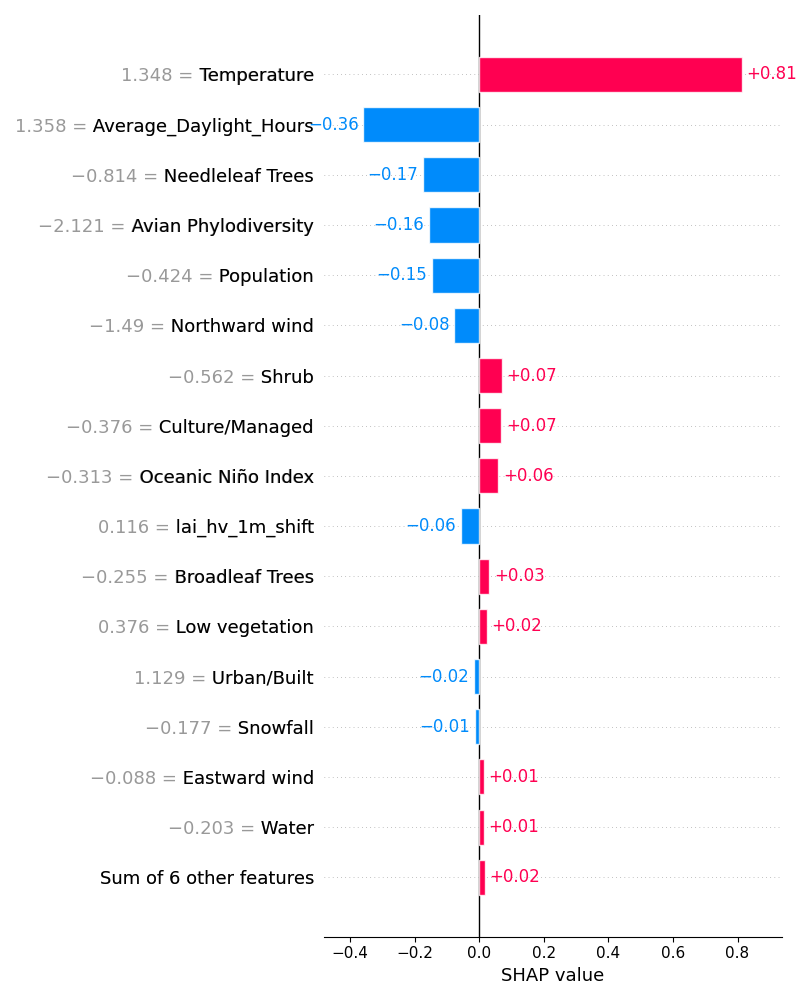 1.348 = Temperature +0.81
1.358 = Average_Daylight_Hours −0.36
−0.814 = Needleleaf Trees −0.17
−2.121 = Avian Phylodiversity −0.16
−0.424 = Population −0.15
−1.49 = Northward wind −0.08
−0.562 = Shrub +0.07
−0.376 = Culture/Managed +0.07
−0.313 = Oceanic Niño Index +0.06
0.116 = lai_hv_1m_shift −0.06
−0.255 = Broadleaf Trees +0.03
0.376 = Low vegetation +0.02
1.129 = Urban/Built −0.02
−0.177 = Snowfall −0.01
−0.088 = Eastward wind +0.01
−0.203 = Water +0.01
Sum of 6 other features +0.02
−0.4 −0.2 0.0 0.2 0.4 0.6 0.8
SHAP value